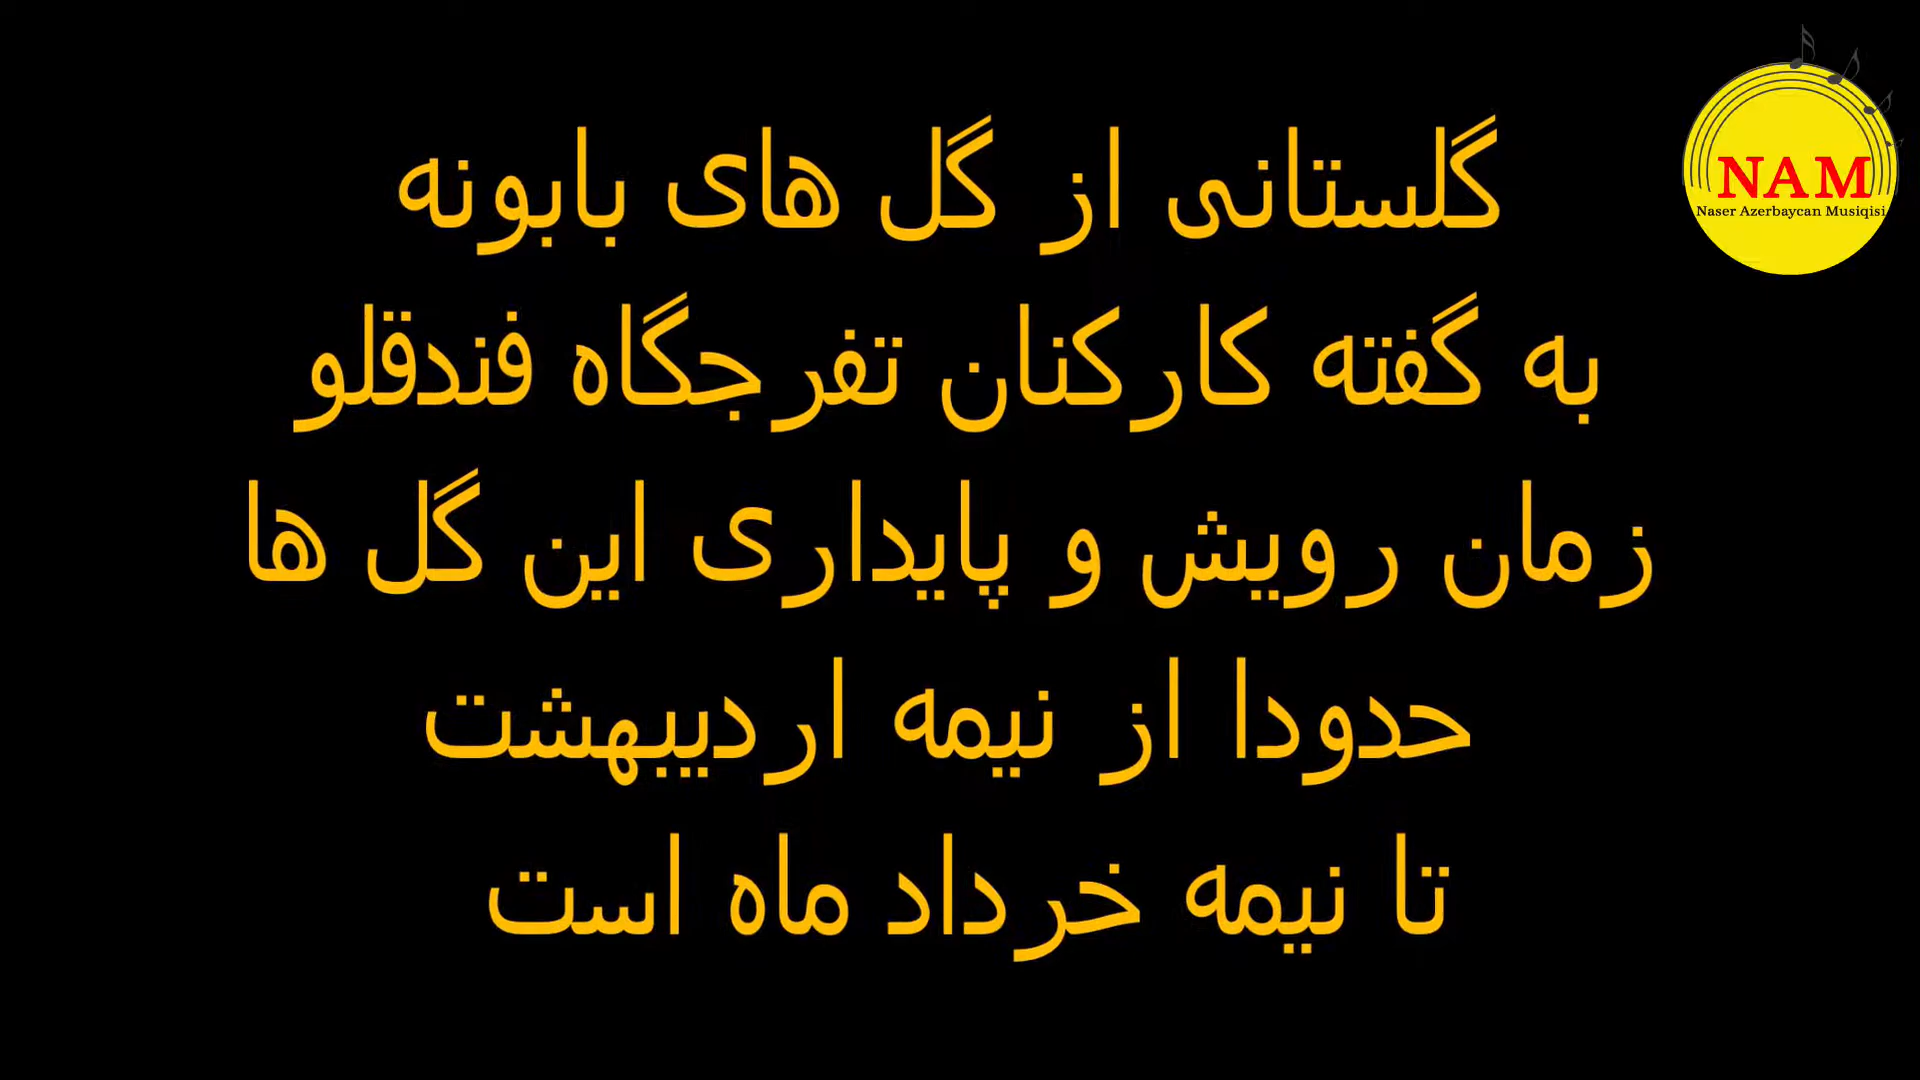 گلستانی از گل های بابونه
به گفته کارکنان تفرجگاه فندقلو
زمان رویش و پایداری این گل ها
حدودا از نیمه اردیبهشت
تا نیمه خرداد ماه است
NAM
Naser Azerbaycan Musiqisi